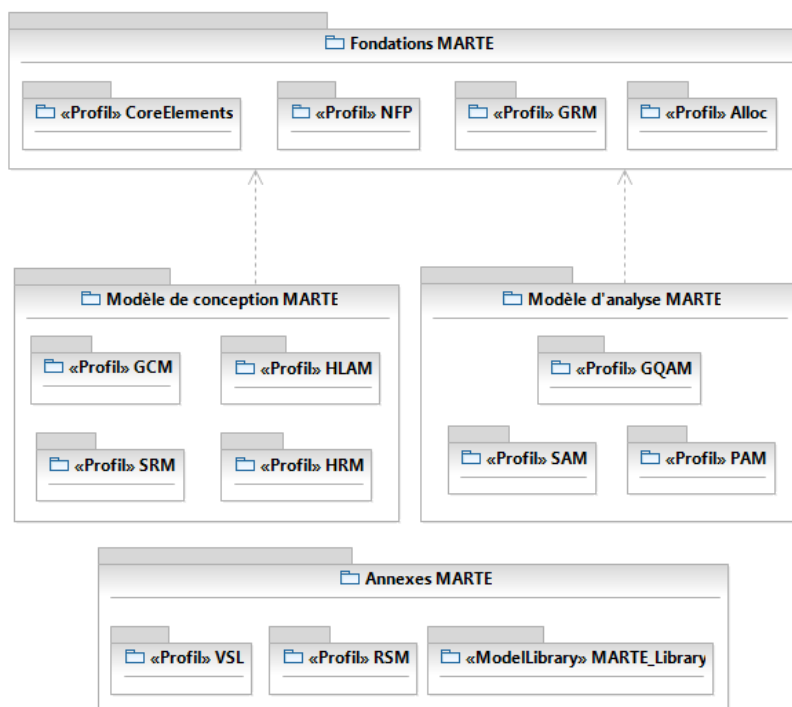 Fondations MARTE
«Profil» CoreElements
«Profil» NFP
«Profil» GRM
«Profil» Alloc
Modèle de conception MARTE
«Profil» GCM
«Profil» HLAM
«Profil» SRM
«Profil» HRM
Modèle d'analyse MARTE
«Profil» GQAM
«Profil» SAM
«Profil» PAM
Annexes MARTE
«Profil» VSL
«Profil» RSM
«ModelLibrary» MARTE_Library